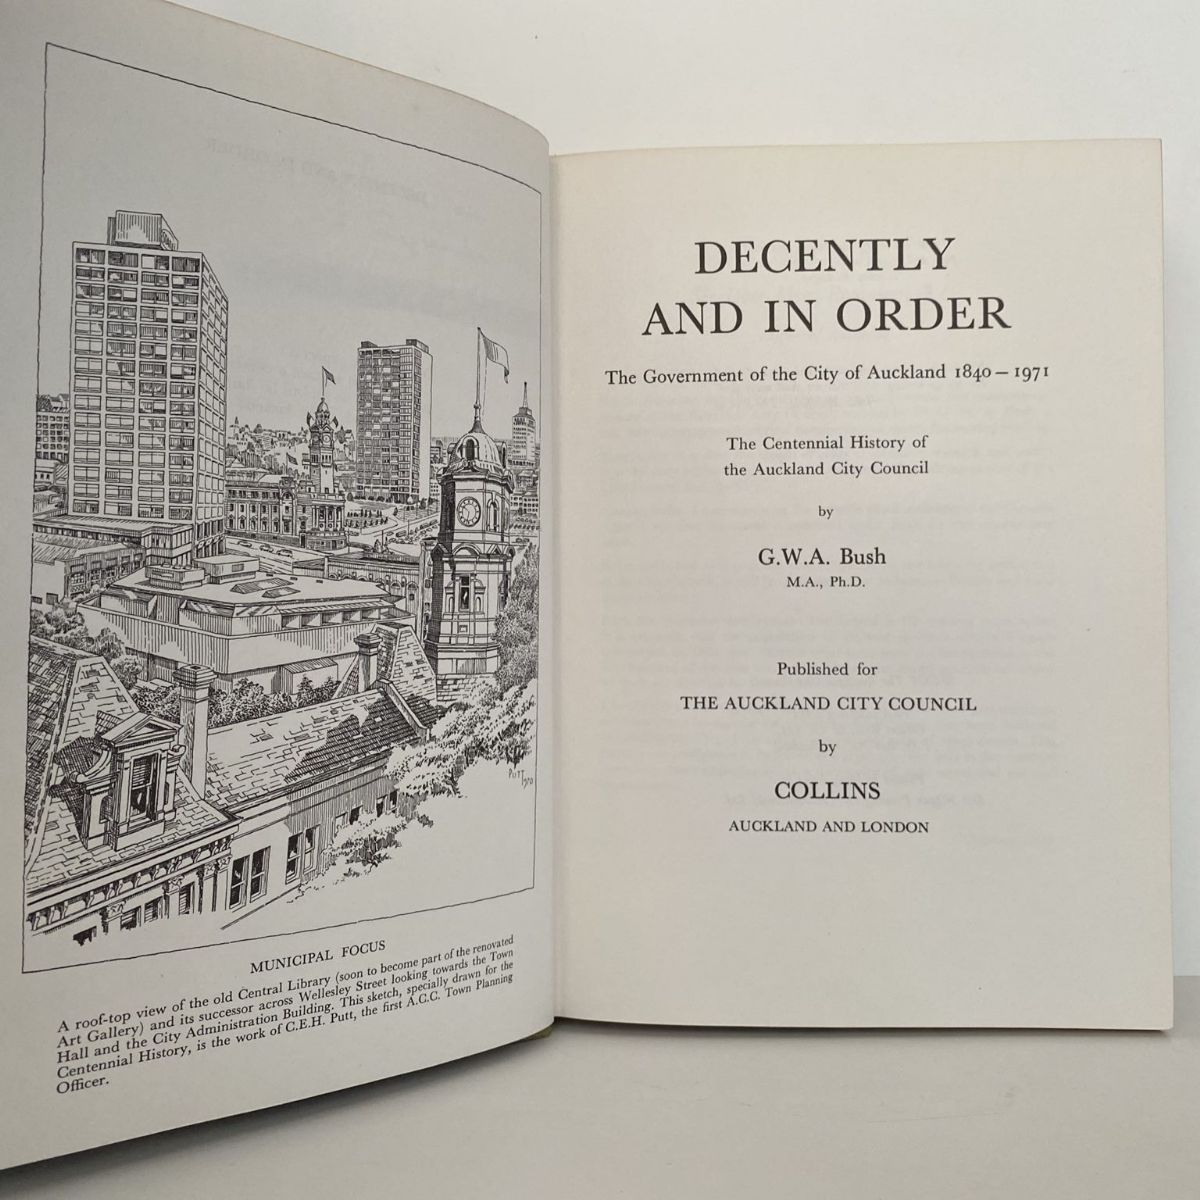 PUTT
1970
MUNICIPAL FOCUS
A roof-top view of the old Central Library (soon to become part of the renovated
Art Gallery) and its successor across Wellesley Street looking towards the Town
Hall and the City Administration Building. This sketch, specially drawn for the
Centennial History, is the work of C.E.H. Putt, the first A.C.C. Town Planning
Officer.
DECENTLY
AND IN ORDER
The Government of the City of Auckland 1840–1971
The Centennial History of
the Auckland City Council
by
G.W.A. Bush
M.A., Ph.D.
Published for
THE AUCKLAND CITY COUNCIL
by
COLLINS
AUCKLAND AND LONDON